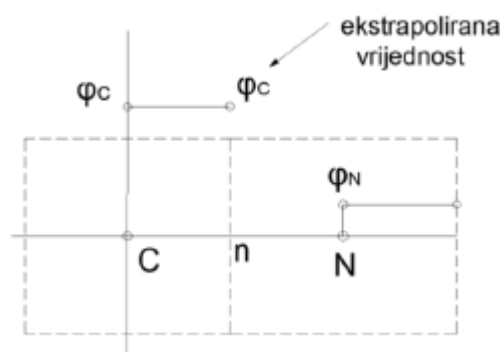 ekstrapolirana
vrijednost
φC
φC
φN
C
n
N